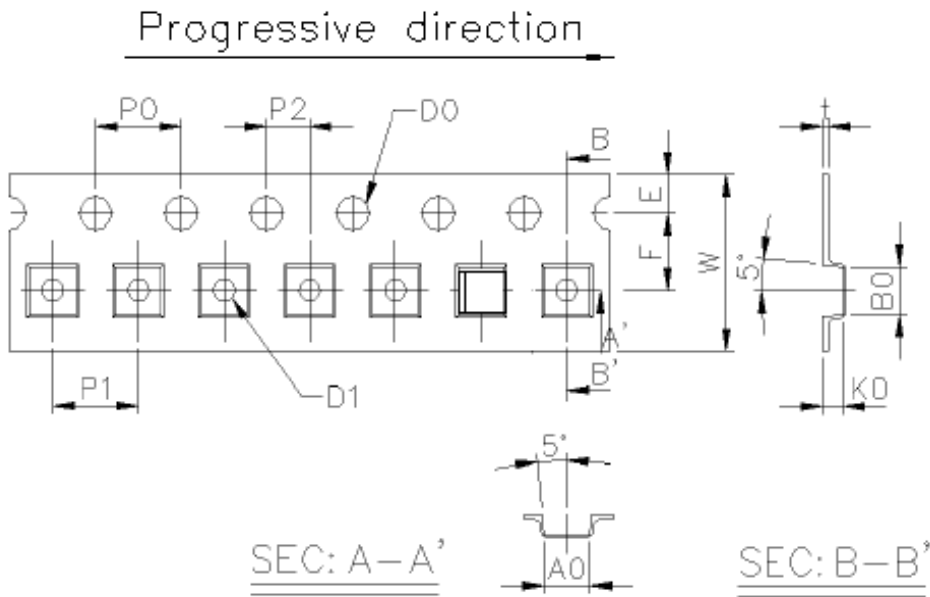 Progressive direction
P0
P2
D0
B
t
E
F
W
5°
B0
A'
P1
D1
B'
K0
5°
SEC: A-A'
A0
SEC: B-B'